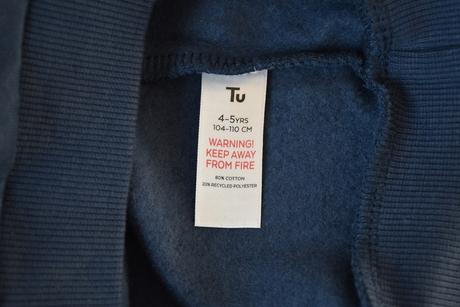 Tu
4-5YRS
104-110 CM
WARNING!
KEEP AWAY
FROM FIRE
80% COTTON
20% RECYCLED POLYESTER